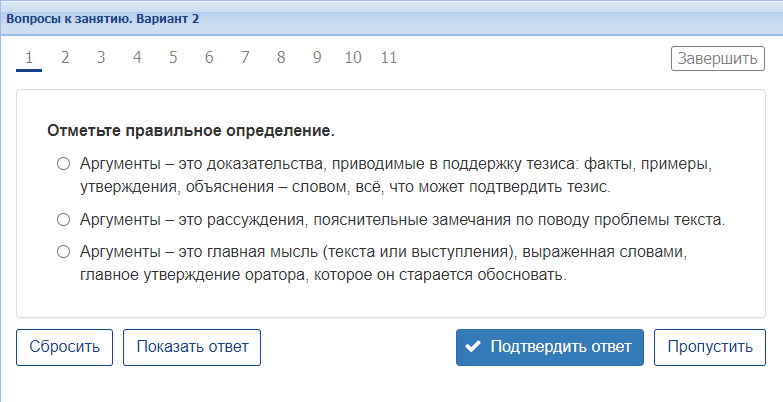 Вопросы к занятию. Вариант 2
1 2 3 4 5 6 7 8 9 10 11 Завершить
Отметьте правильное определение.
Аргументы – это доказательства, приводимые в поддержку тезиса: факты, примеры,
утверждения, объяснения – словом, всё, что может подтвердить тезис.
Аргументы – это рассуждения, пояснительные замечания по поводу проблемы текста.
Аргументы – это главная мысль (текста или выступления), выраженная словами,
главное утверждение оратора, которое он старается обосновать.
Сбросить Показать ответ Подтвердить ответ Пропустить